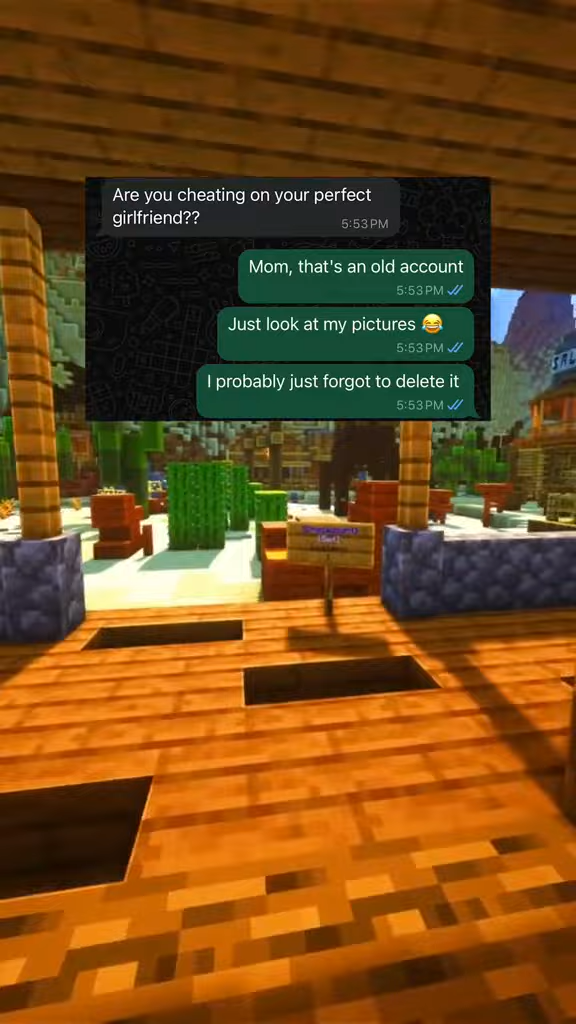 Are you cheating on your perfect
girlfriend??
5:53 PM
Mom, that's an old account
5:53 PM
Just look at my pictures 😂
5:53 PM
I probably just forgot to delete it
5:53 PM